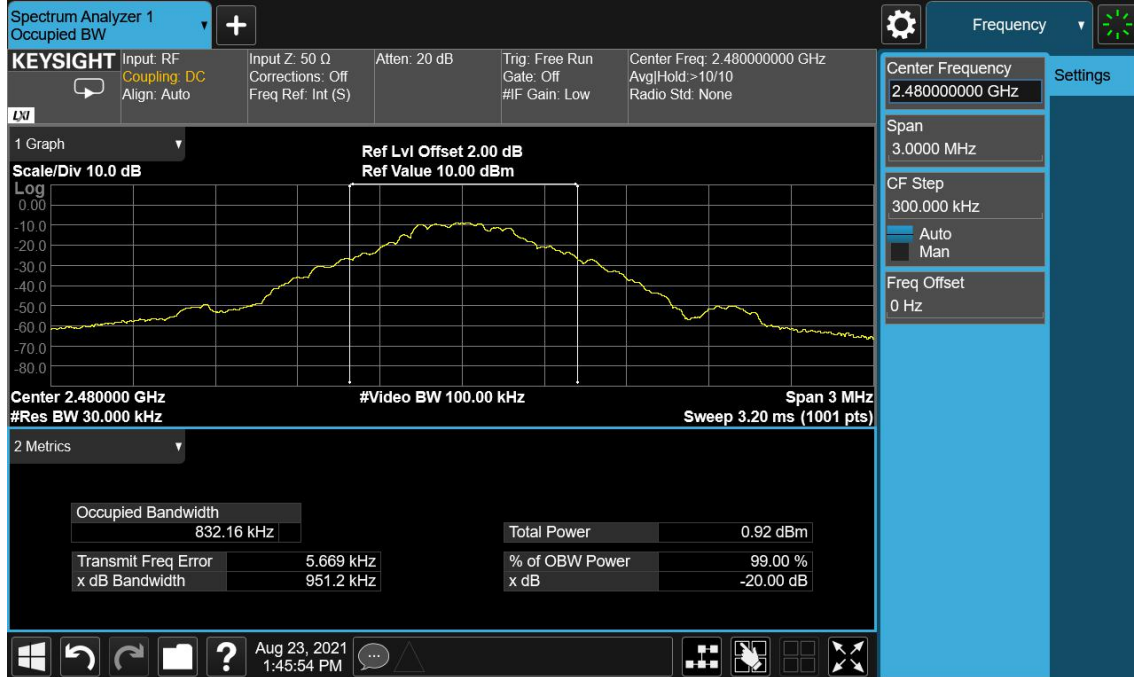 Spectrum Analyzer 1
Occupied BW
Frequency
KEYSIGHT
LXI
Input: RF
Coupling: DC
Align: Auto
Input Z: 50 Ω
Corrections: Off
Freq Ref: Int (S)
Atten: 20 dB
Trig: Free Run
Gate: Off
#IF Gain: Low
Center Freq: 2.480000000 GHz
Avg|Hold:>10/10
Radio Std: None
Center Frequency
2.480000000 GHz
Settings
Span
3.0000 MHz
CF Step
300.000 kHz
Auto
Man
Freq Offset
0 Hz
1 Graph
Scale/Div 10.0 dB
Ref Lvl Offset 2.00 dB
Ref Value 10.00 dBm
Log
0.00
-10.0
-20.0
-30.0
-40.0
-50.0
-60.0
-70.0
-80.0
Center 2.480000 GHz
#Video BW 100.00 kHz
Span 3 MHz
#Res BW 30.000 kHz
Sweep 3.20 ms (1001 pts)
2 Metrics
Occupied Bandwidth
832.16 kHz
Total Power 0.92 dBm
Transmit Freq Error 5.669 kHz
% of OBW Power 99.00 %
x dB Bandwidth 951.2 kHz
x dB -20.00 dB
?
Aug 23, 2021
1:45:54 PM